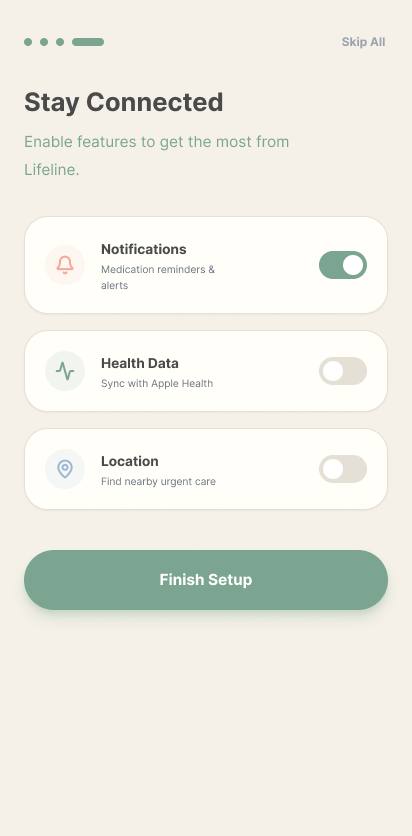 Skip All
Stay Connected
Enable features to get the most from
Lifeline.
Notifications
Medication reminders &
alerts
Health Data
Sync with Apple Health
Location
Find nearby urgent care
Finish Setup